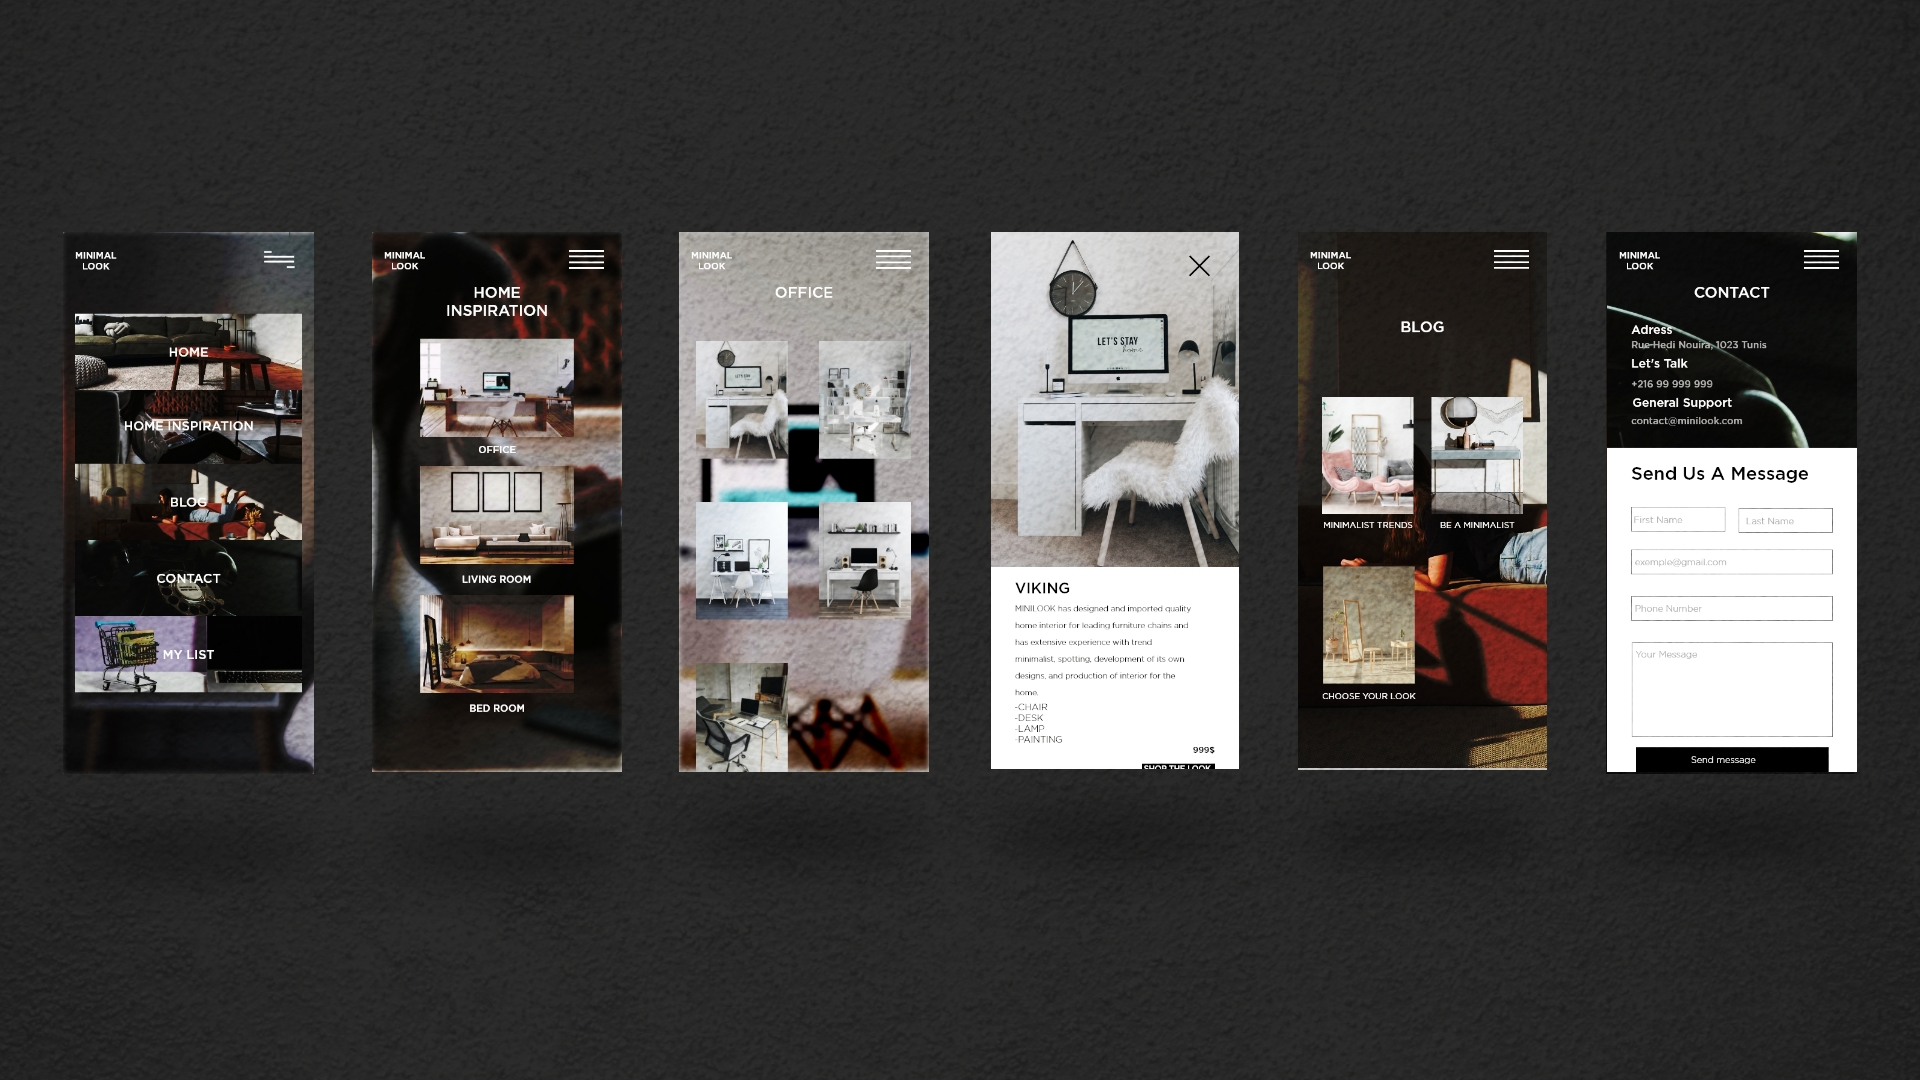 MINIMAL
LOOK
HOME
HOME INSPIRATION
BLOG
CONTACT
MY LIST
MINIMAL
LOOK
HOME
INSPIRATION
OFFICE
LIVING ROOM
BED ROOM
MINIMAL
LOOK
OFFICE
LET'S STAY
home
VIKING
MINILOOK has designed and imported quality
home interior for leading furniture chains and
has extensive experience with trend
minimalist, spotting, development of its own
designs, and production of interior for the
home.
-CHAIR
-DESK
-LAMP
-PAINTING
999$
SHOP THE LOOK
MINIMAL
LOOK
BLOG
MINIMALIST TRENDS
BE A MINIMALIST
CHOOSE YOUR LOOK
MINIMAL
LOOK
CONTACT
Adress
Rue Hedi Nouira, 1023 Tunis
Let's Talk
+216 99 999 999
General Support
contact@minilook.com
Send Us A Message
First Name
Last Name
exemple@gmail.com
Phone Number
Your Message
Send message